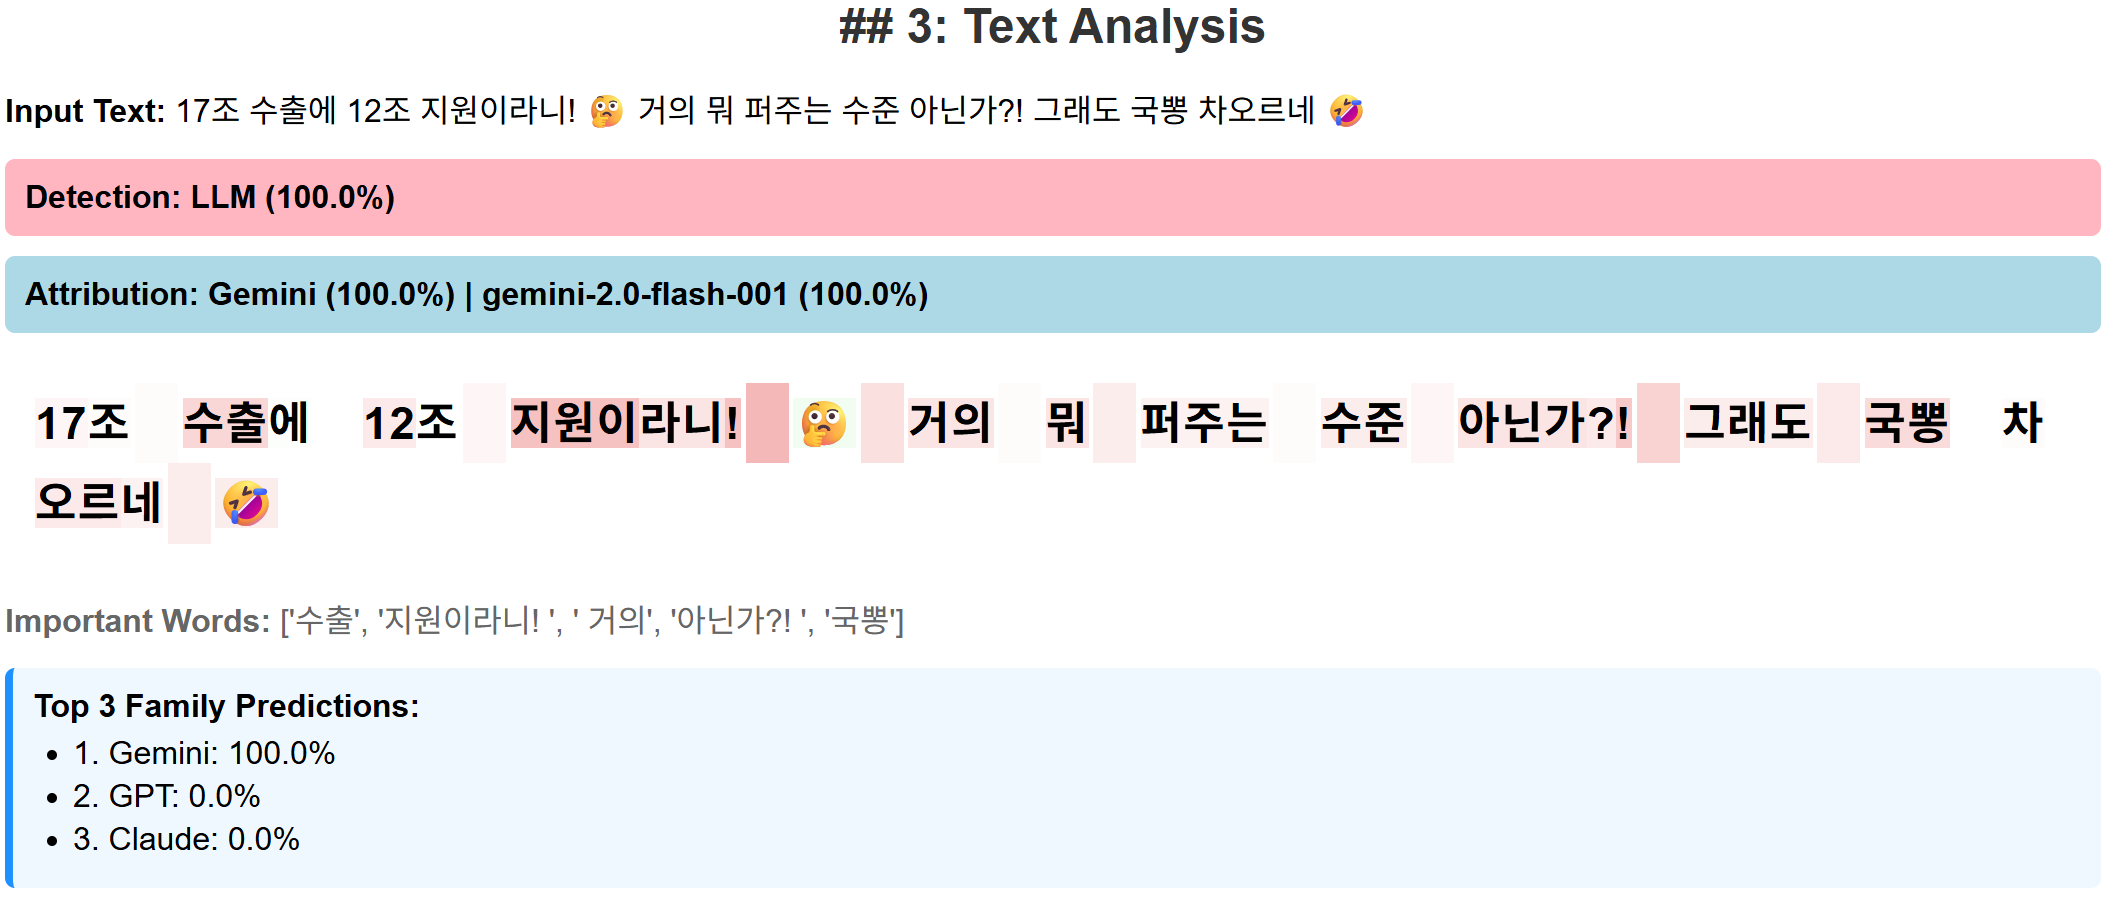 ## 3: Text Analysis
Input Text: 17조 수출에 12조 지원이라니! 🤔 거의 뭐 퍼주는 수준 아닌가?! 그래도 국뽕 차오르네 🤣
Detection: LLM (100.0%)
Attribution: Gemini (100.0%) | gemini-2.0-flash-001 (100.0%)
17조 수출에 12조 지원이라니! 🤔 거의 뭐 퍼주는 수준 아닌가?! 그래도 국뽕 차
오르네 🤣
Important Words: ['수출', '지원이라니! ', ' 거의', '아닌가?! ', '국뽕']
Top 3 Family Predictions:
• 1. Gemini: 100.0%
• 2. GPT: 0.0%
• 3. Claude: 0.0%